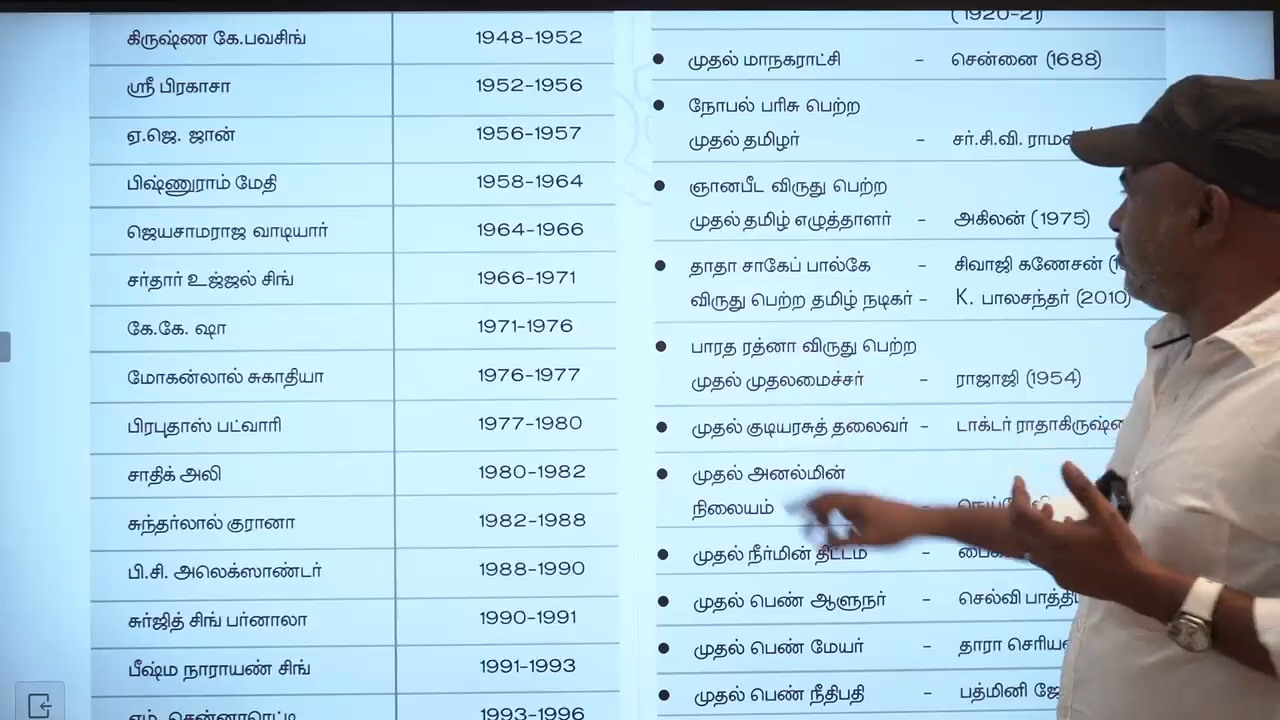 கிருஷ்ண கே.பவசிங் 1948-1952
ஸ்ரீ பிரகாசா 1952-1956
ஏ.ஜெ. ஜான் 1956-1957
பிஷ்ணுராம் மேதி 1958-1964
ஜெயசாமராஜ வாடியார் 1964-1966
சர்தார் உஜ்ஜல் சிங் 1966-1971
கே.கே. ஷா 1971-1976
மோகன்லால் சுகாதியா 1976-1977
பிரபுதாஸ் பட்வாரி 1977-1980
சாதிக் அலி 1980-1982
சுந்தர்லால் குரானா 1982-1988
பி.சி. அலெக்ஸாண்டர் 1988-1990
சுர்ஜித் சிங் பர்னாலா 1990-1991
பீஷ்ம நாராயண் சிங் 1991-1993
எம். சென்னாரெட்டி 1993-1996
(1920-21)
● முதல் மாநகராட்சி - சென்னை (1688)
● நோபல் பரிசு பெற்ற
முதல் தமிழர் - சர்.சி.வி.
● ஞானபீட விருது பெற்ற
முதல் தமிழ் எழுத்தாளர் - அகிலன் (1975)
● தாதா சாகேப் பால்கே - சிவாஜி கணேசன்
விருது பெற்ற தமிழ் நடிகர் - K. பாலசந்தர் (2010)
● பாரத ரத்னா விருது பெற்ற
முதல் முதலமைச்சர் - ராஜாஜி (1954)
● முதல் குடியரசுத் தலைவர் - டாக்டர்
● முதல் அனல்மின்
நிலையம் -
● முதல் நீர்மின் திட்டம் -
● முதல் பெண் ஆளுநர் - செல்வி
● முதல் பெண் மேயர் - தாரா
● முதல் பெண் நீதிபதி - பத்மினி